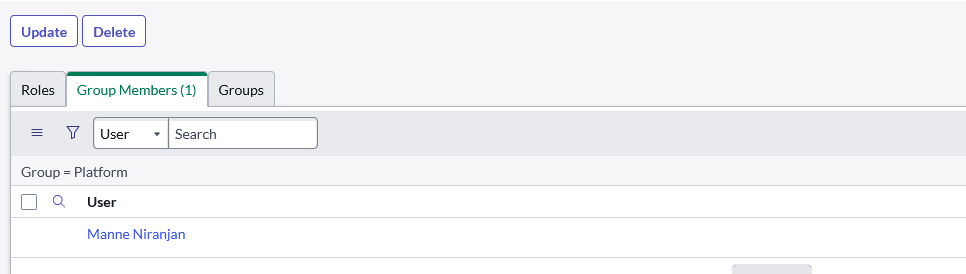 Update Delete
Roles Group Members (1) Groups
User Search
Group = Platform
User
Manne Niranjan